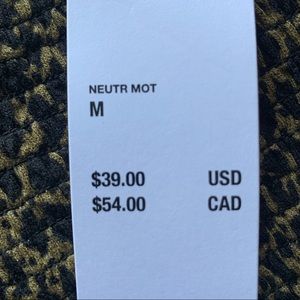 NEUTR MOT
M
$39.00 USD
$54.00 CAD